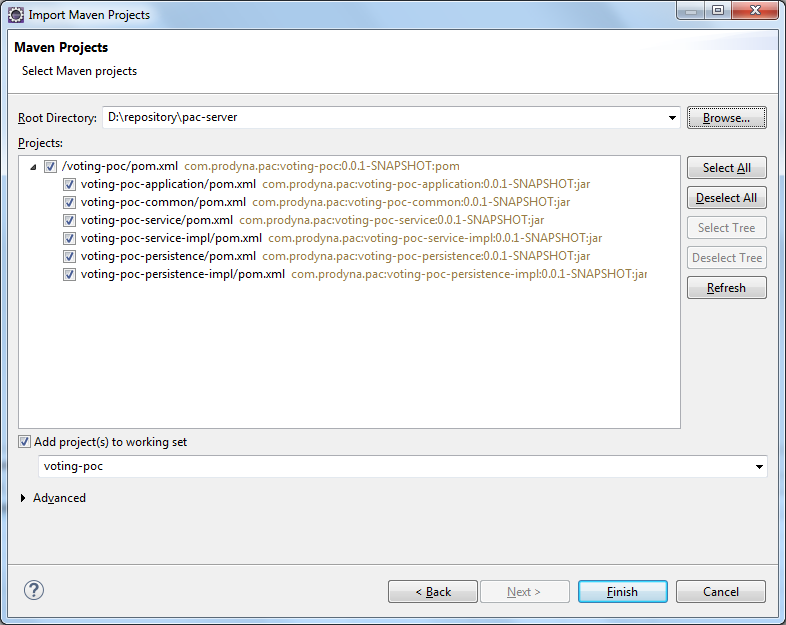 Import Maven Projects
Maven Projects
Select Maven projects
Root Directory: D:\repository\pac-server Browse...
Projects:
/voting-poc/pom.xml com.prodyna.pac:voting-poc:0.0.1-SNAPSHOT:pom
voting-poc-application/pom.xml com.prodyna.pac:voting-poc-application:0.0.1-SNAPSHOT:jar
voting-poc-common/pom.xml com.prodyna.pac:voting-poc-common:0.0.1-SNAPSHOT:jar
voting-poc-service/pom.xml com.prodyna.pac:voting-poc-service:0.0.1-SNAPSHOT:jar
voting-poc-service-impl/pom.xml com.prodyna.pac:voting-poc-service-impl:0.0.1-SNAPSHOT:jar
voting-poc-persistence/pom.xml com.prodyna.pac:voting-poc-persistence:0.0.1-SNAPSHOT:jar
voting-poc-persistence-impl/pom.xml com.prodyna.pac:voting-poc-persistence-impl:0.0.1-SNAPSHOT:jar
Select All
Deselect All
Select Tree
Deselect Tree
Refresh
Add project(s) to working set
voting-poc
Advanced
? < Back Next > Finish Cancel